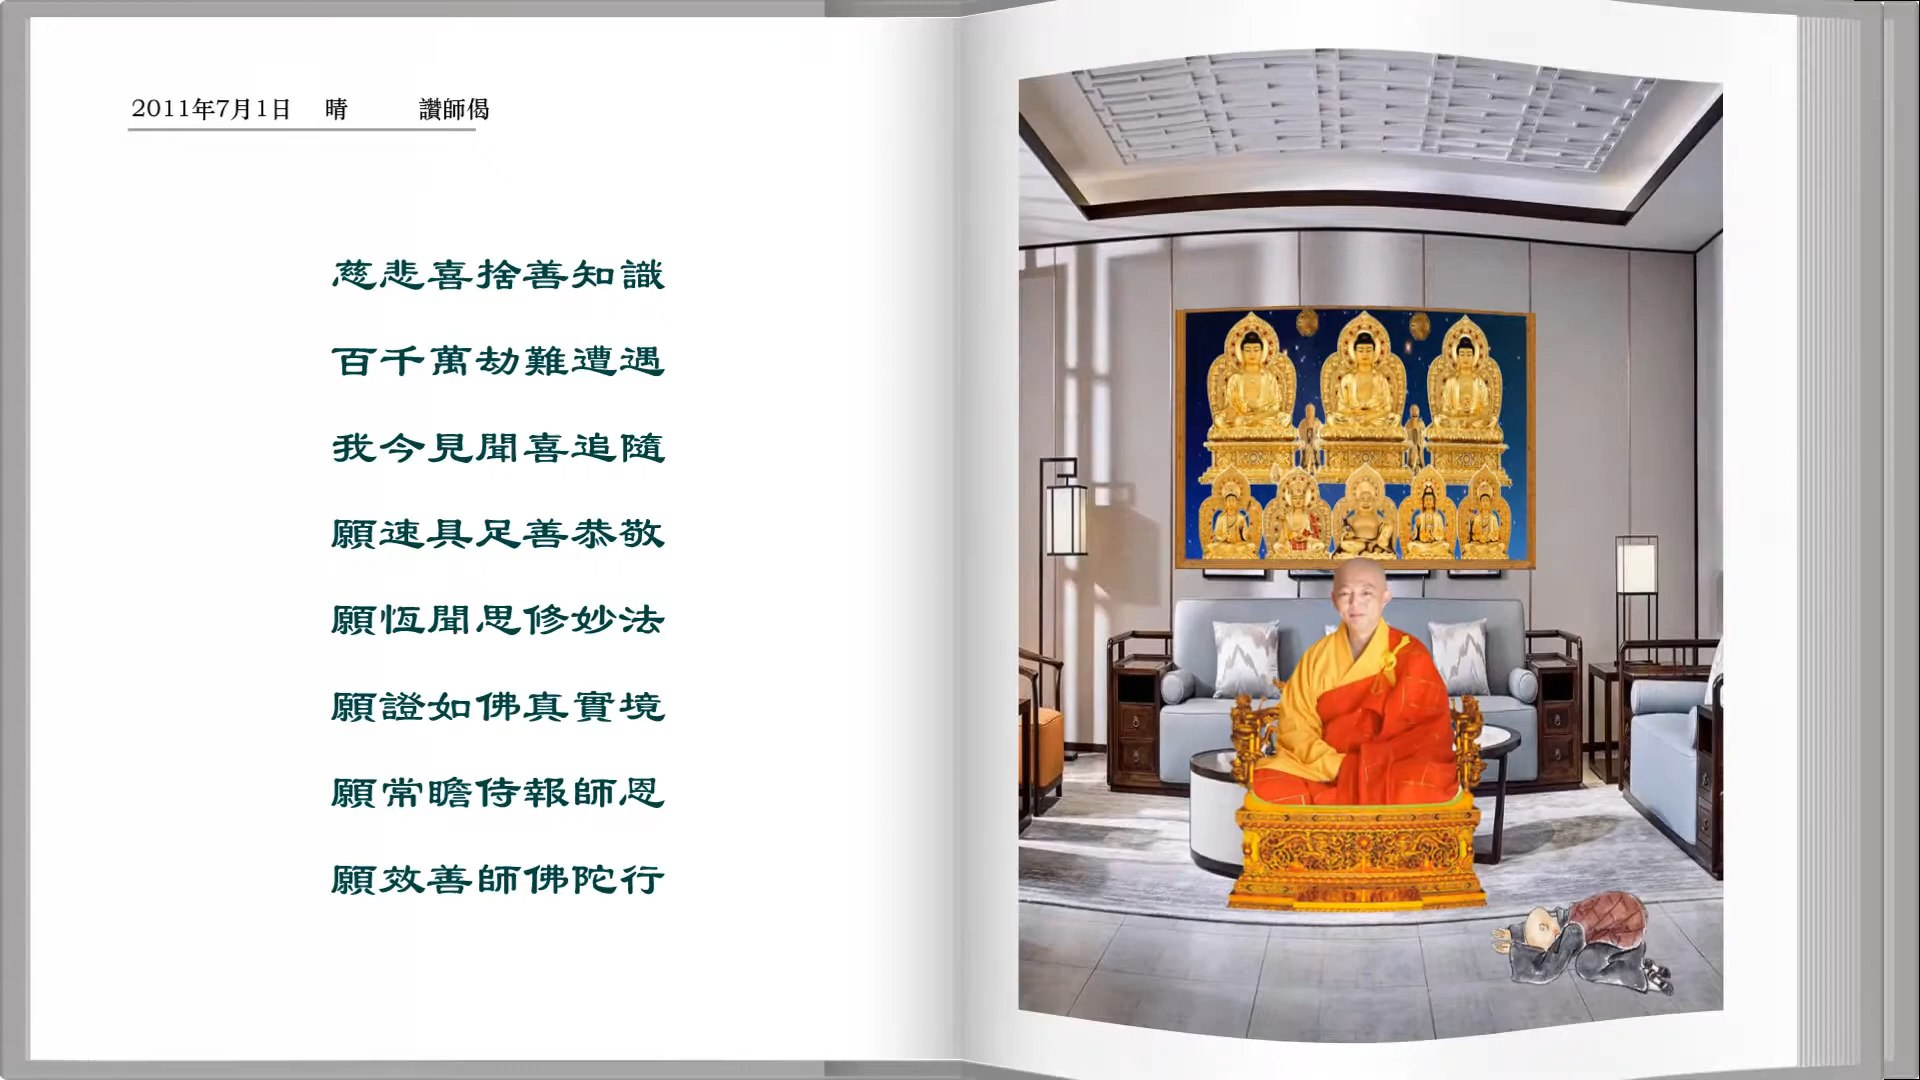 2011年7月1日 晴 讚師偈
慈悲喜捨善知識
百千萬劫難遭遇
我今見聞喜追隨
願速具足善恭敬
願恆聞思修妙法
願證如佛真實境
願常瞻侍報師恩
願效善師佛陀行